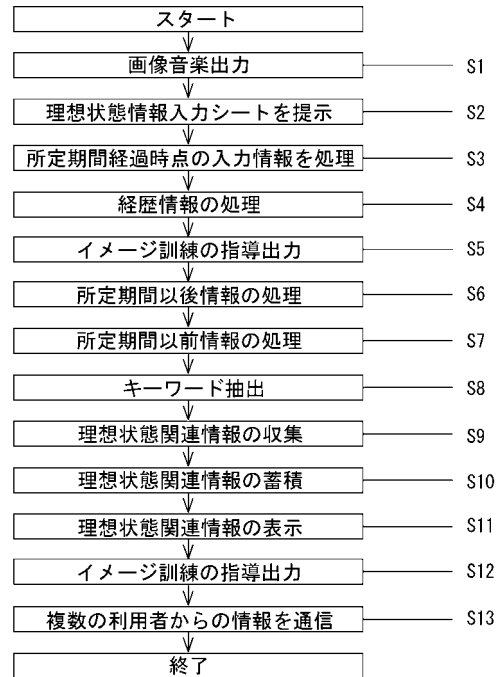 スタート
画像音楽出力 S1
理想状態情報入力シートを提示 S2
所定期間経過時点の入力情報を処理 S3
経歴情報の処理 S4
イメージ訓練の指導出力 S5
所定期間以後情報の処理 S6
所定期間以前情報の処理 S7
キーワード抽出 S8
理想状態関連情報の収集 S9
理想状態関連情報の蓄積 S10
理想状態関連情報の表示 S11
イメージ訓練の指導出力 S12
複数の利用者からの情報を通信 S13
終了